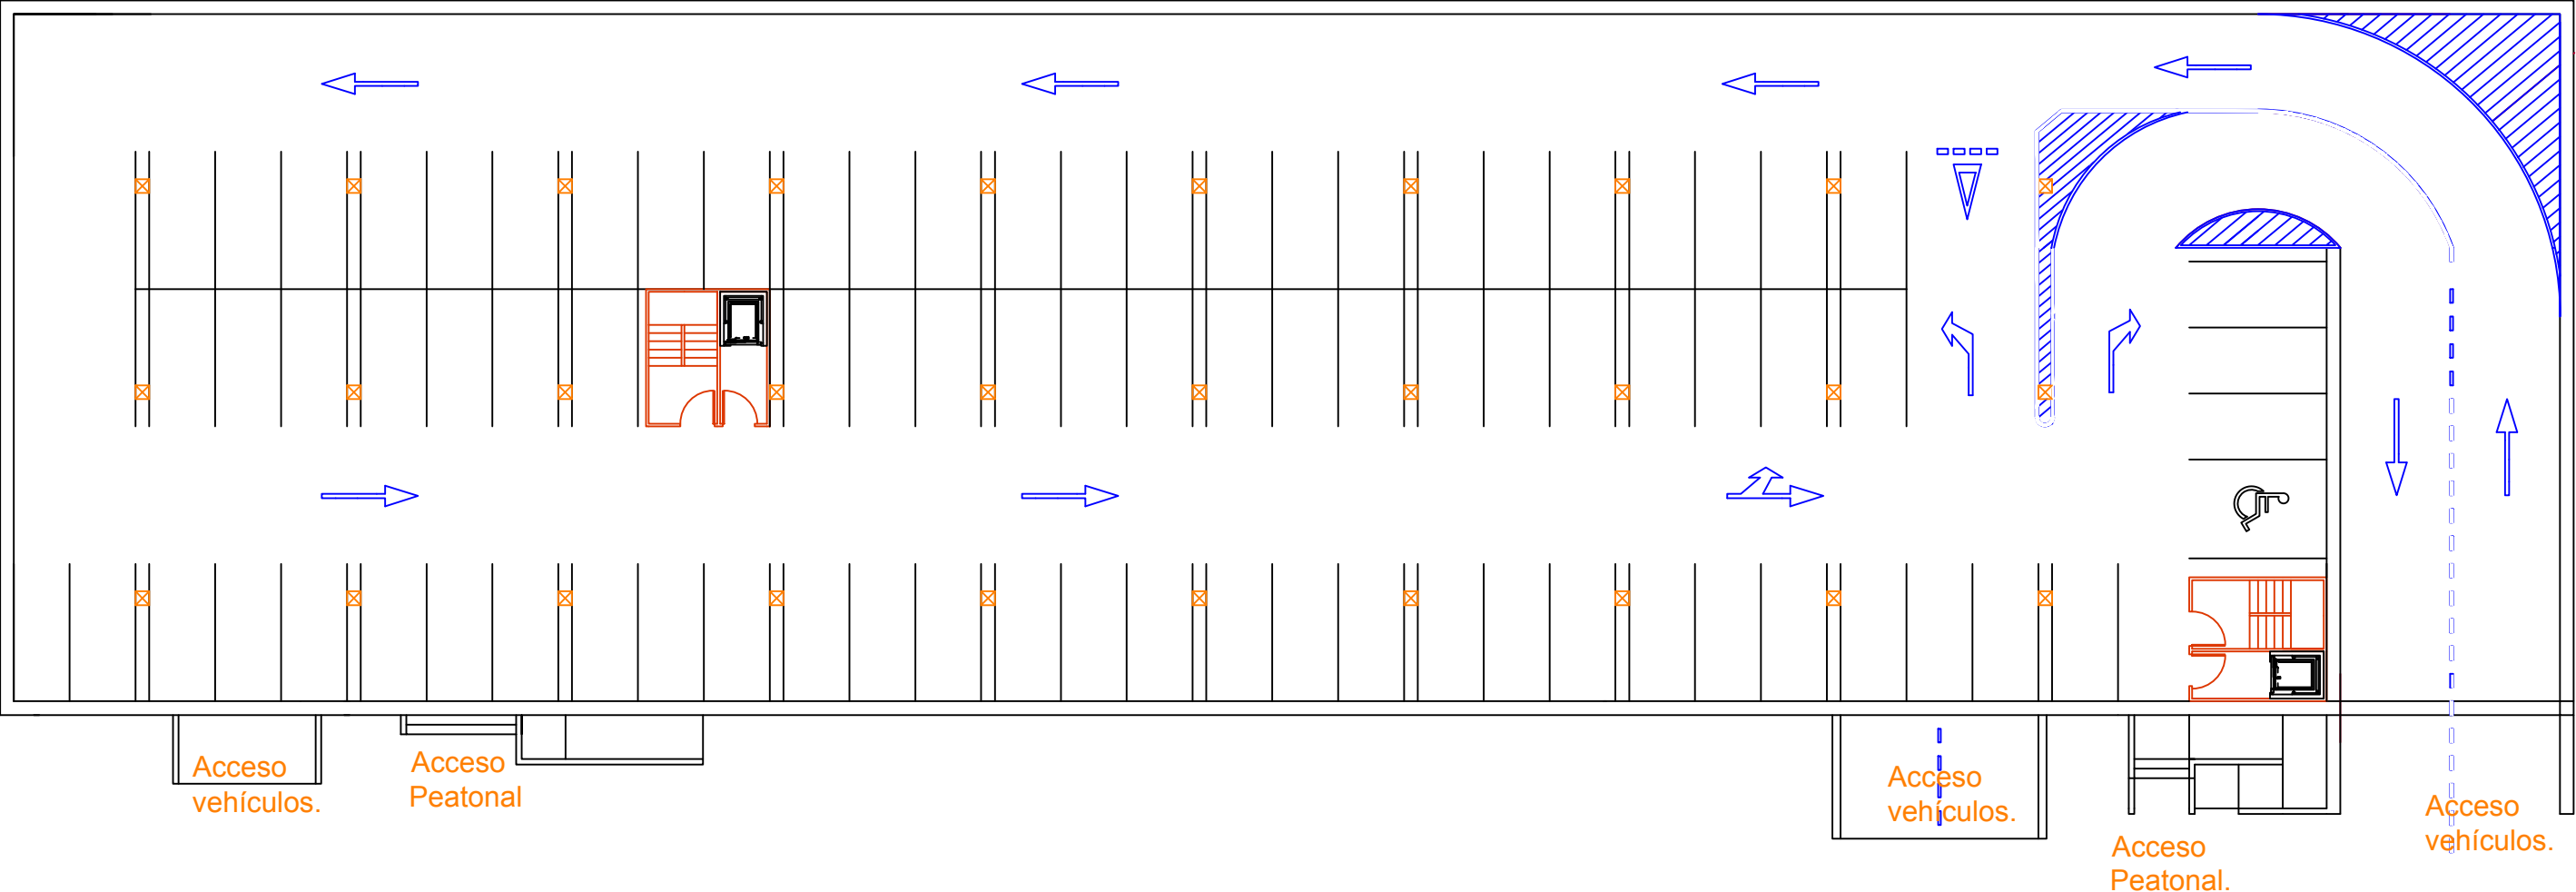 Acceso
vehículos.
Acceso
Peatonal
Acceso
vehículos.
Acceso
Peatonal.
Acceso
vehículos.